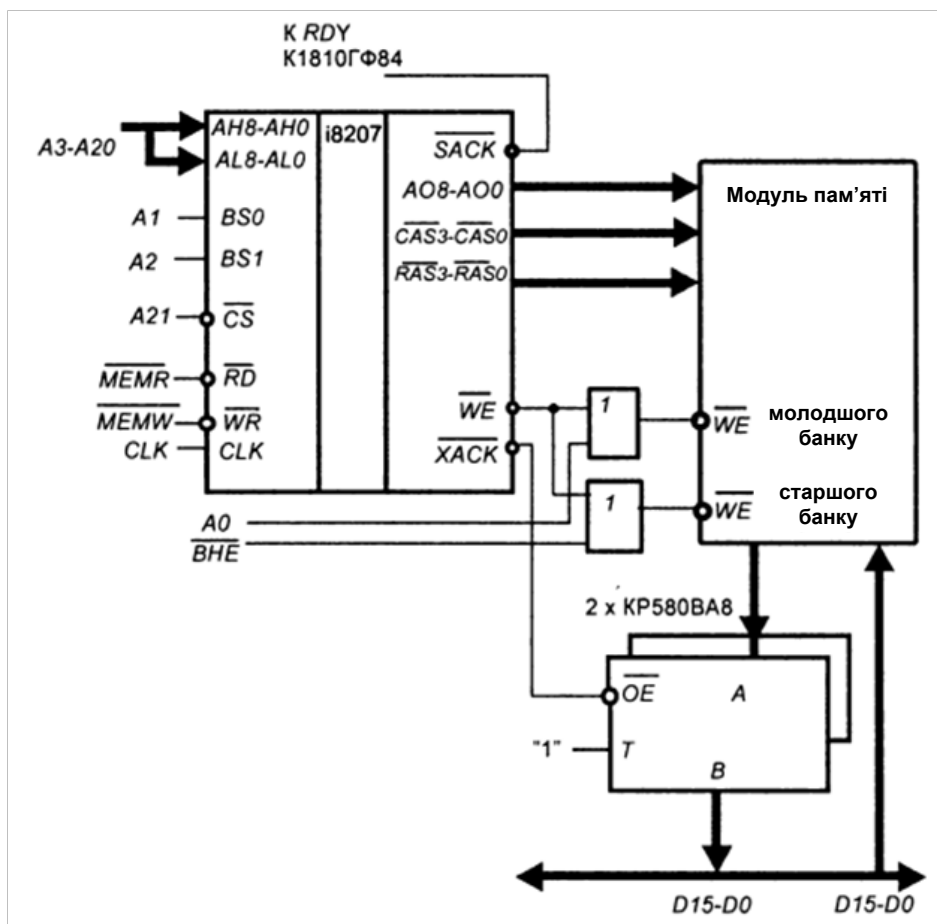 К RDY
К1810ГФ84
A3-A20
AH8-AH0
AL8-AL0
A1
BS0
A2
BS1
A21
CS
MEMR
RD
MEMW
WR
CLK
CLK
i8207
SACK
AO8-AO0
CAS3-CAS0
RAS3-RAS0
WE
XACK
A0
BHE
1
1
Модуль пам’яті
WE
молодшого
банку
WE
старшого
банку
2 x КР580ВА8
OE
A
"1"
T
B
D15-D0
D15-D0